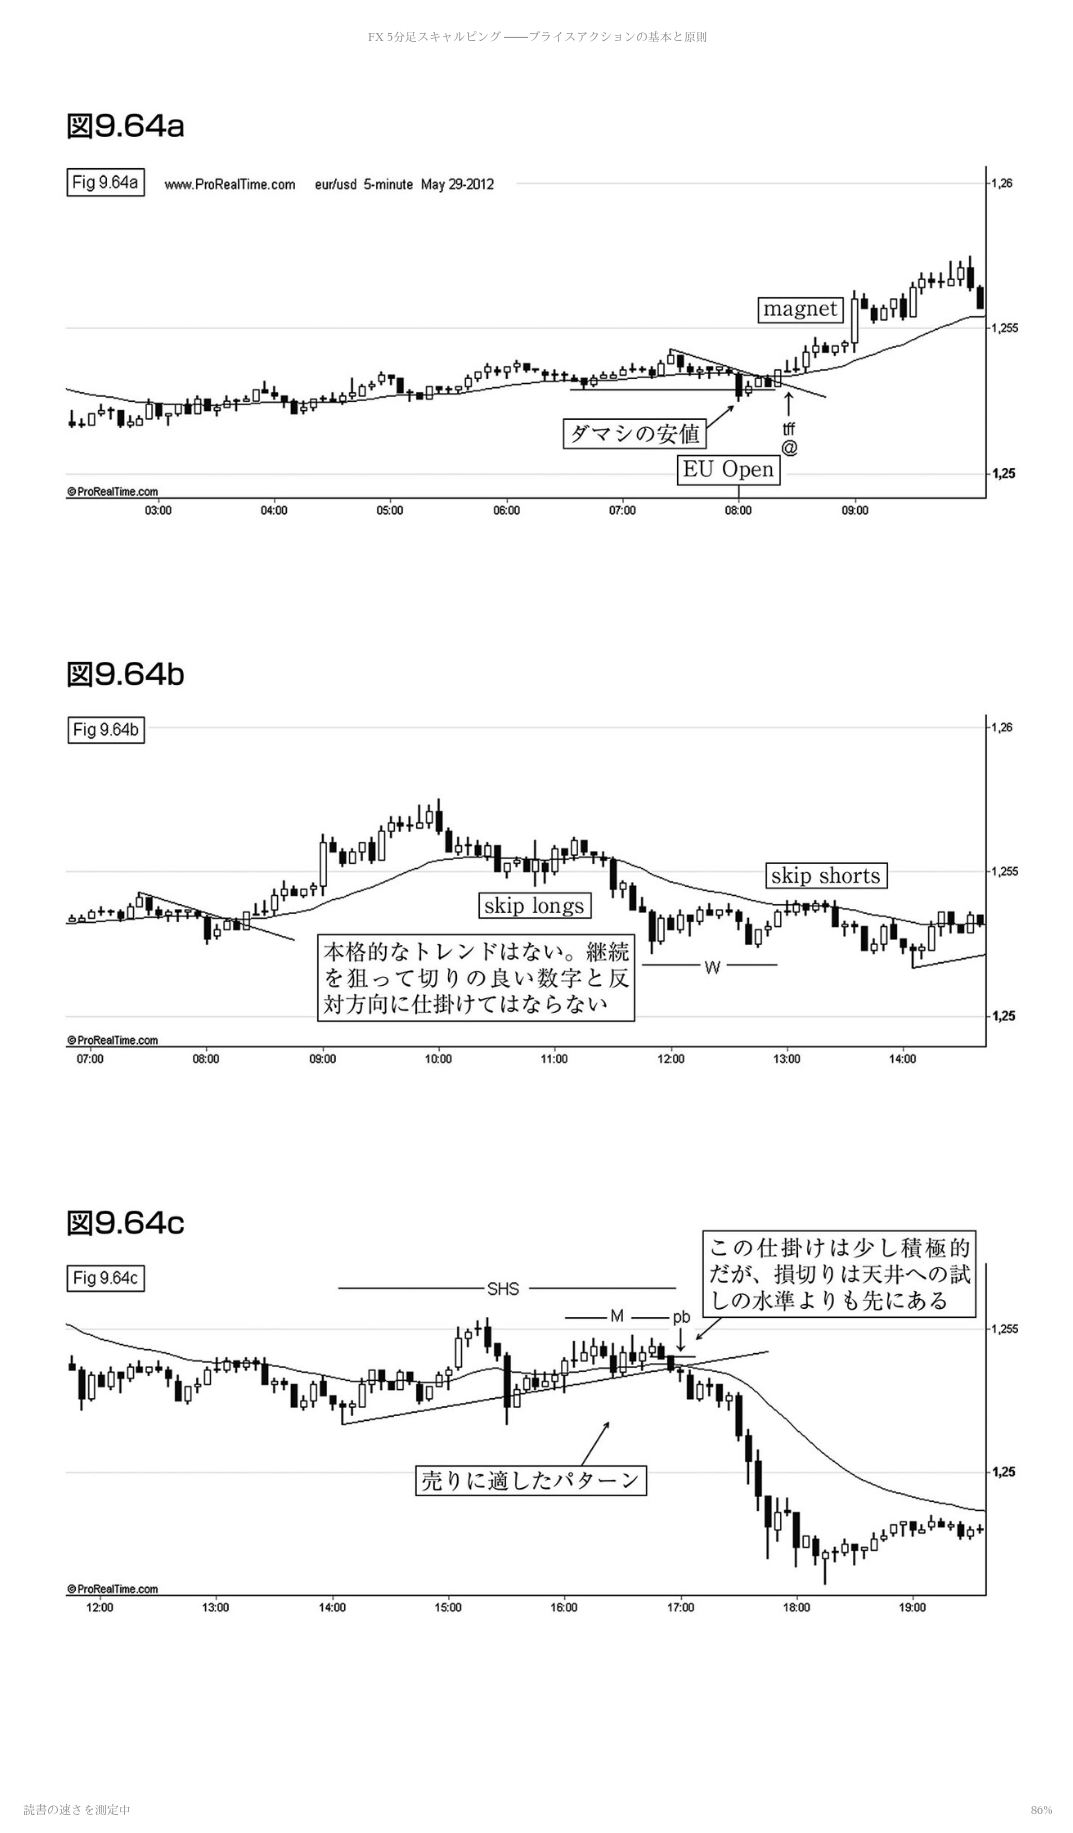 FX 5分足スキャルピング ──プライスアクションの基本と原則
図9.64a
Fig 9.64a www.ProRealTime.com eur/usd 5-minute May 29-2012
1,26
magnet
1,255
ダマシの安値
tff
@
EU Open
1,25
©ProRealTime.com
03:00 04:00 05:00 06:00 07:00 08:00 09:00
図9.64b
Fig 9.64b
1,26
skip shorts
1,255
skip longs
本格的なトレンドはない。継続
を狙って切りの良い数字と反
対方向に仕掛けてはならない
W
1,25
©ProRealTime.com
07:00 08:00 09:00 10:00 11:00 12:00 13:00 14:00
図9.64c
この仕掛けは少し積極的
だが、損切りは天井への試
しの水準よりも先にある
Fig 9.64c
SHS
M
pb
1,255
売りに適したパターン
1,25
©ProRealTime.com
12:00 13:00 14:00 15:00 16:00 17:00 18:00 19:00
読書の速さを測定中
86%